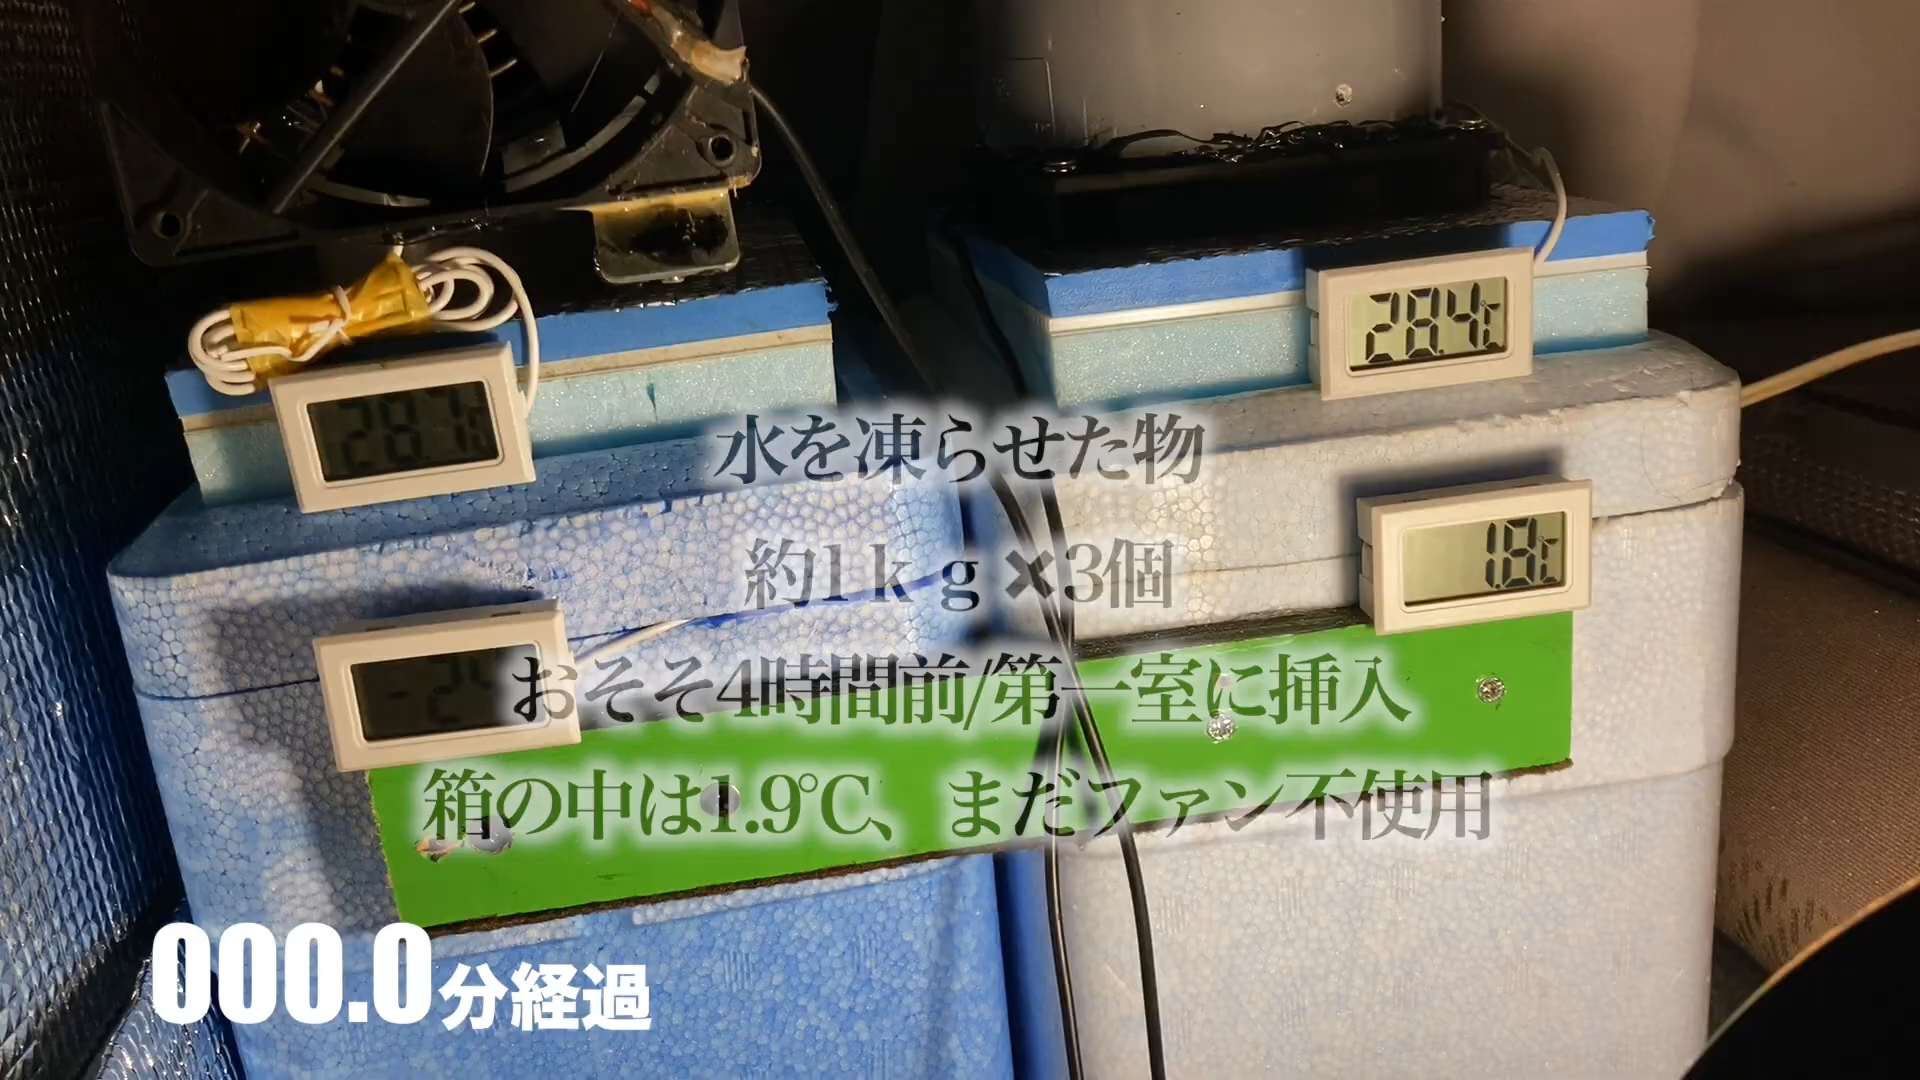 28.4℃
28.7
1.8℃
水を凍らせた物
約1ｋｇ✖3個
おそそ4時間前/第一室に挿入
箱の中は1.9℃、まだファン不使用
000.0分経過